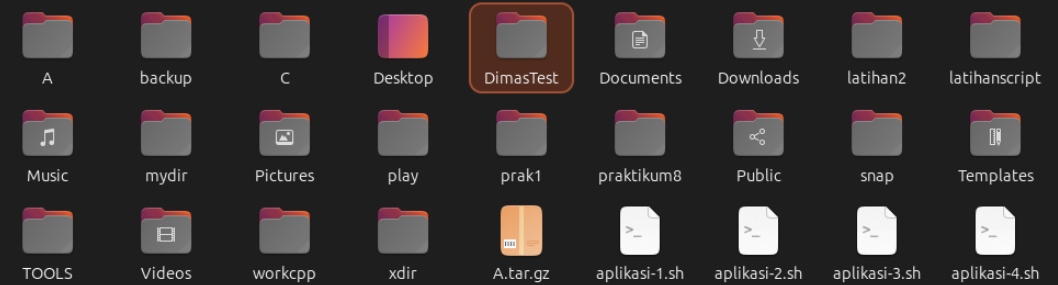 A backup C Desktop DimasTest Documents Downloads latihan2 latihanscript
Music mydir Pictures play prak1 praktikum8 Public snap Templates
TOOLS Videos workcpp xdir A.tar.gz aplikasi-1.sh aplikasi-2.sh aplikasi-3.sh aplikasi-4.sh